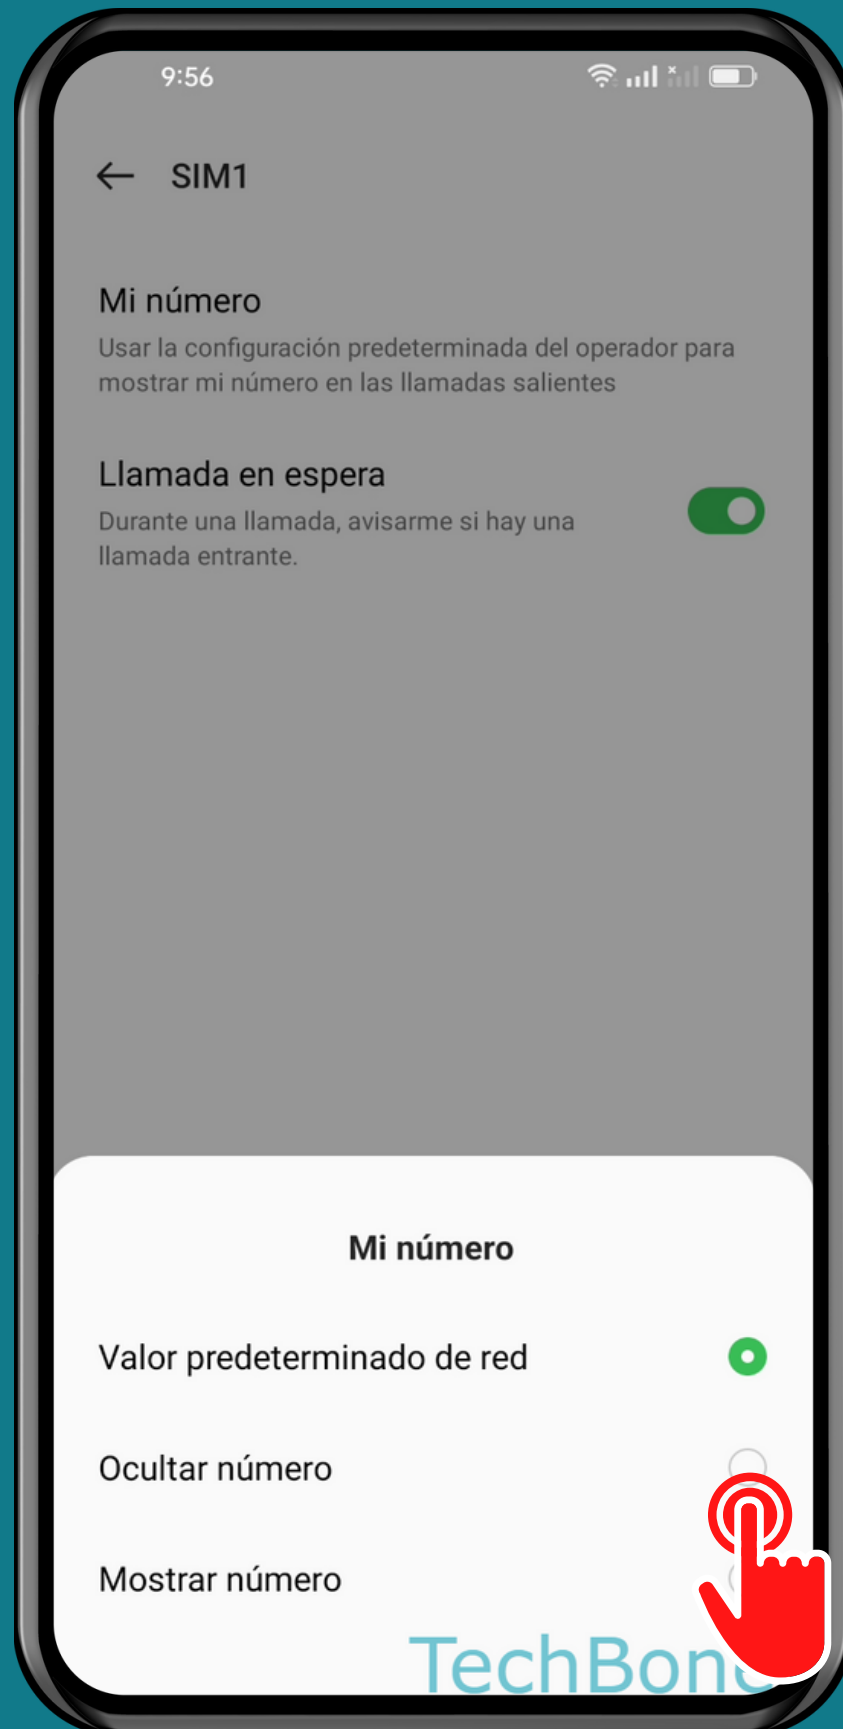 9:56
SIM1
Mi número
Usar la configuración predeterminada del operador para
mostrar mi número en las llamadas salientes
Llamada en espera
Durante una llamada, avisarme si hay una
llamada entrante.
Mi número
Valor predeterminado de red
Ocultar número
Mostrar número
TechBone